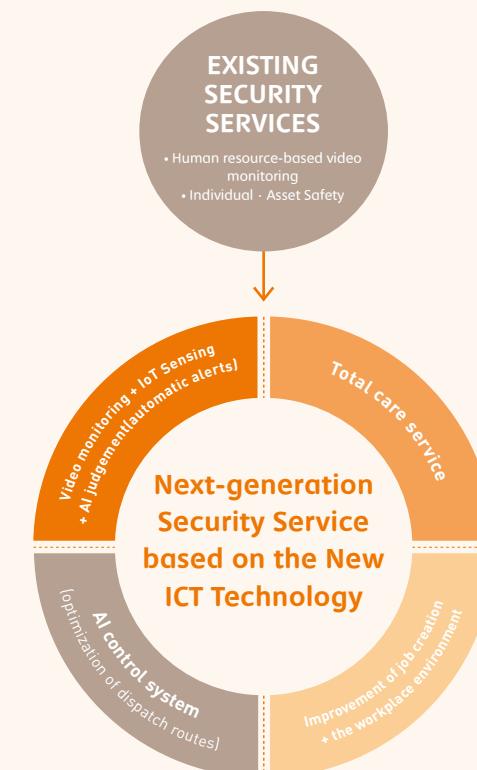 EXISTING
SECURITY
SERVICES
• Human resource-based video
monitoring
• Individual · Asset Safety
Video monitoring + IoT Sensing
+ AI judgement(automatic alerts)
Total care service
Next-generation
Security Service
based on the New
ICT Technology
AI control system
(optimization of dispatch routes)
Improvement of job creation
+ the workplace environment